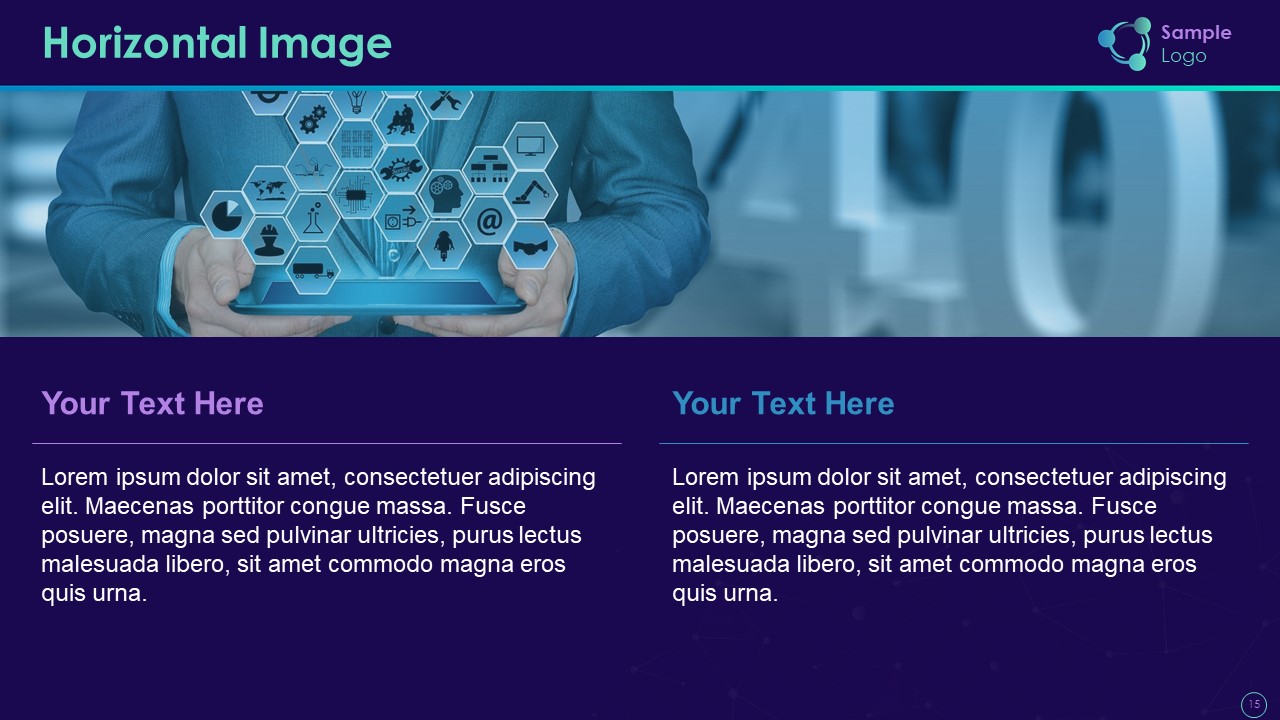 Horizontal Image
Sample
Logo
@
Your Text Here
Lorem ipsum dolor sit amet, consectetuer adipiscing
elit. Maecenas porttitor congue massa. Fusce
posuere, magna sed pulvinar ultricies, purus lectus
malesuada libero, sit amet commodo magna eros
quis urna.
Your Text Here
Lorem ipsum dolor sit amet, consectetuer adipiscing
elit. Maecenas porttitor congue massa. Fusce
posuere, magna sed pulvinar ultricies, purus lectus
malesuada libero, sit amet commodo magna eros
quis urna.
15